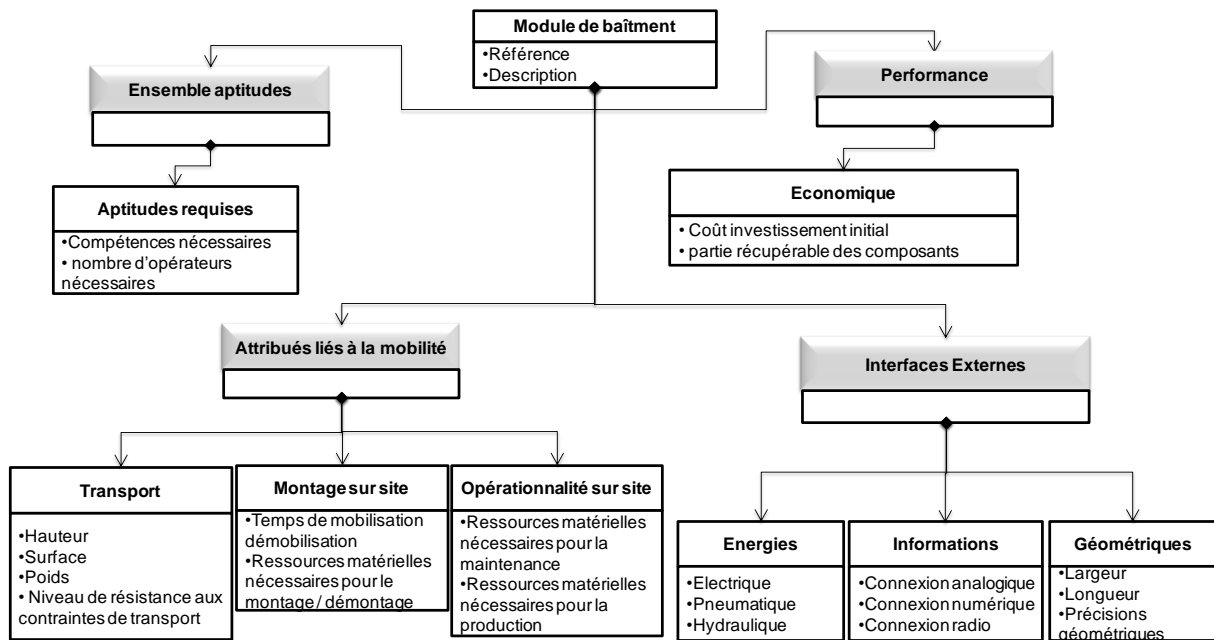 Module de baîtment
•Référence
•Description
Ensemble aptitudes
Performance
Aptitudes requises
•Compétences nécessaires
• nombre d’opérateurs
nécessaires
Economique
• Coût investissement initial
• partie récupérable des composants
Attribués liés à la mobilité
Interfaces Externes
Transport
•Hauteur
•Surface
•Poids
• Niveau de résistance aux
contraintes de transport
Montage sur site
•Temps de mobilisation
démobilisation
•Ressources matérielles
nécessaires pour le
montage / démontage
Opérationnalité sur site
•Ressources matérielles
nécessaires pour la
maintenance
•Ressources matérielles
nécessaires pour la
production
Energies
•Electrique
•Pneumatique
•Hydraulique
Informations
•Connexion analogique
•Connexion numérique
•Connexion radio
Géométriques
•Largeur
•Longueur
•Précisions
géométriques